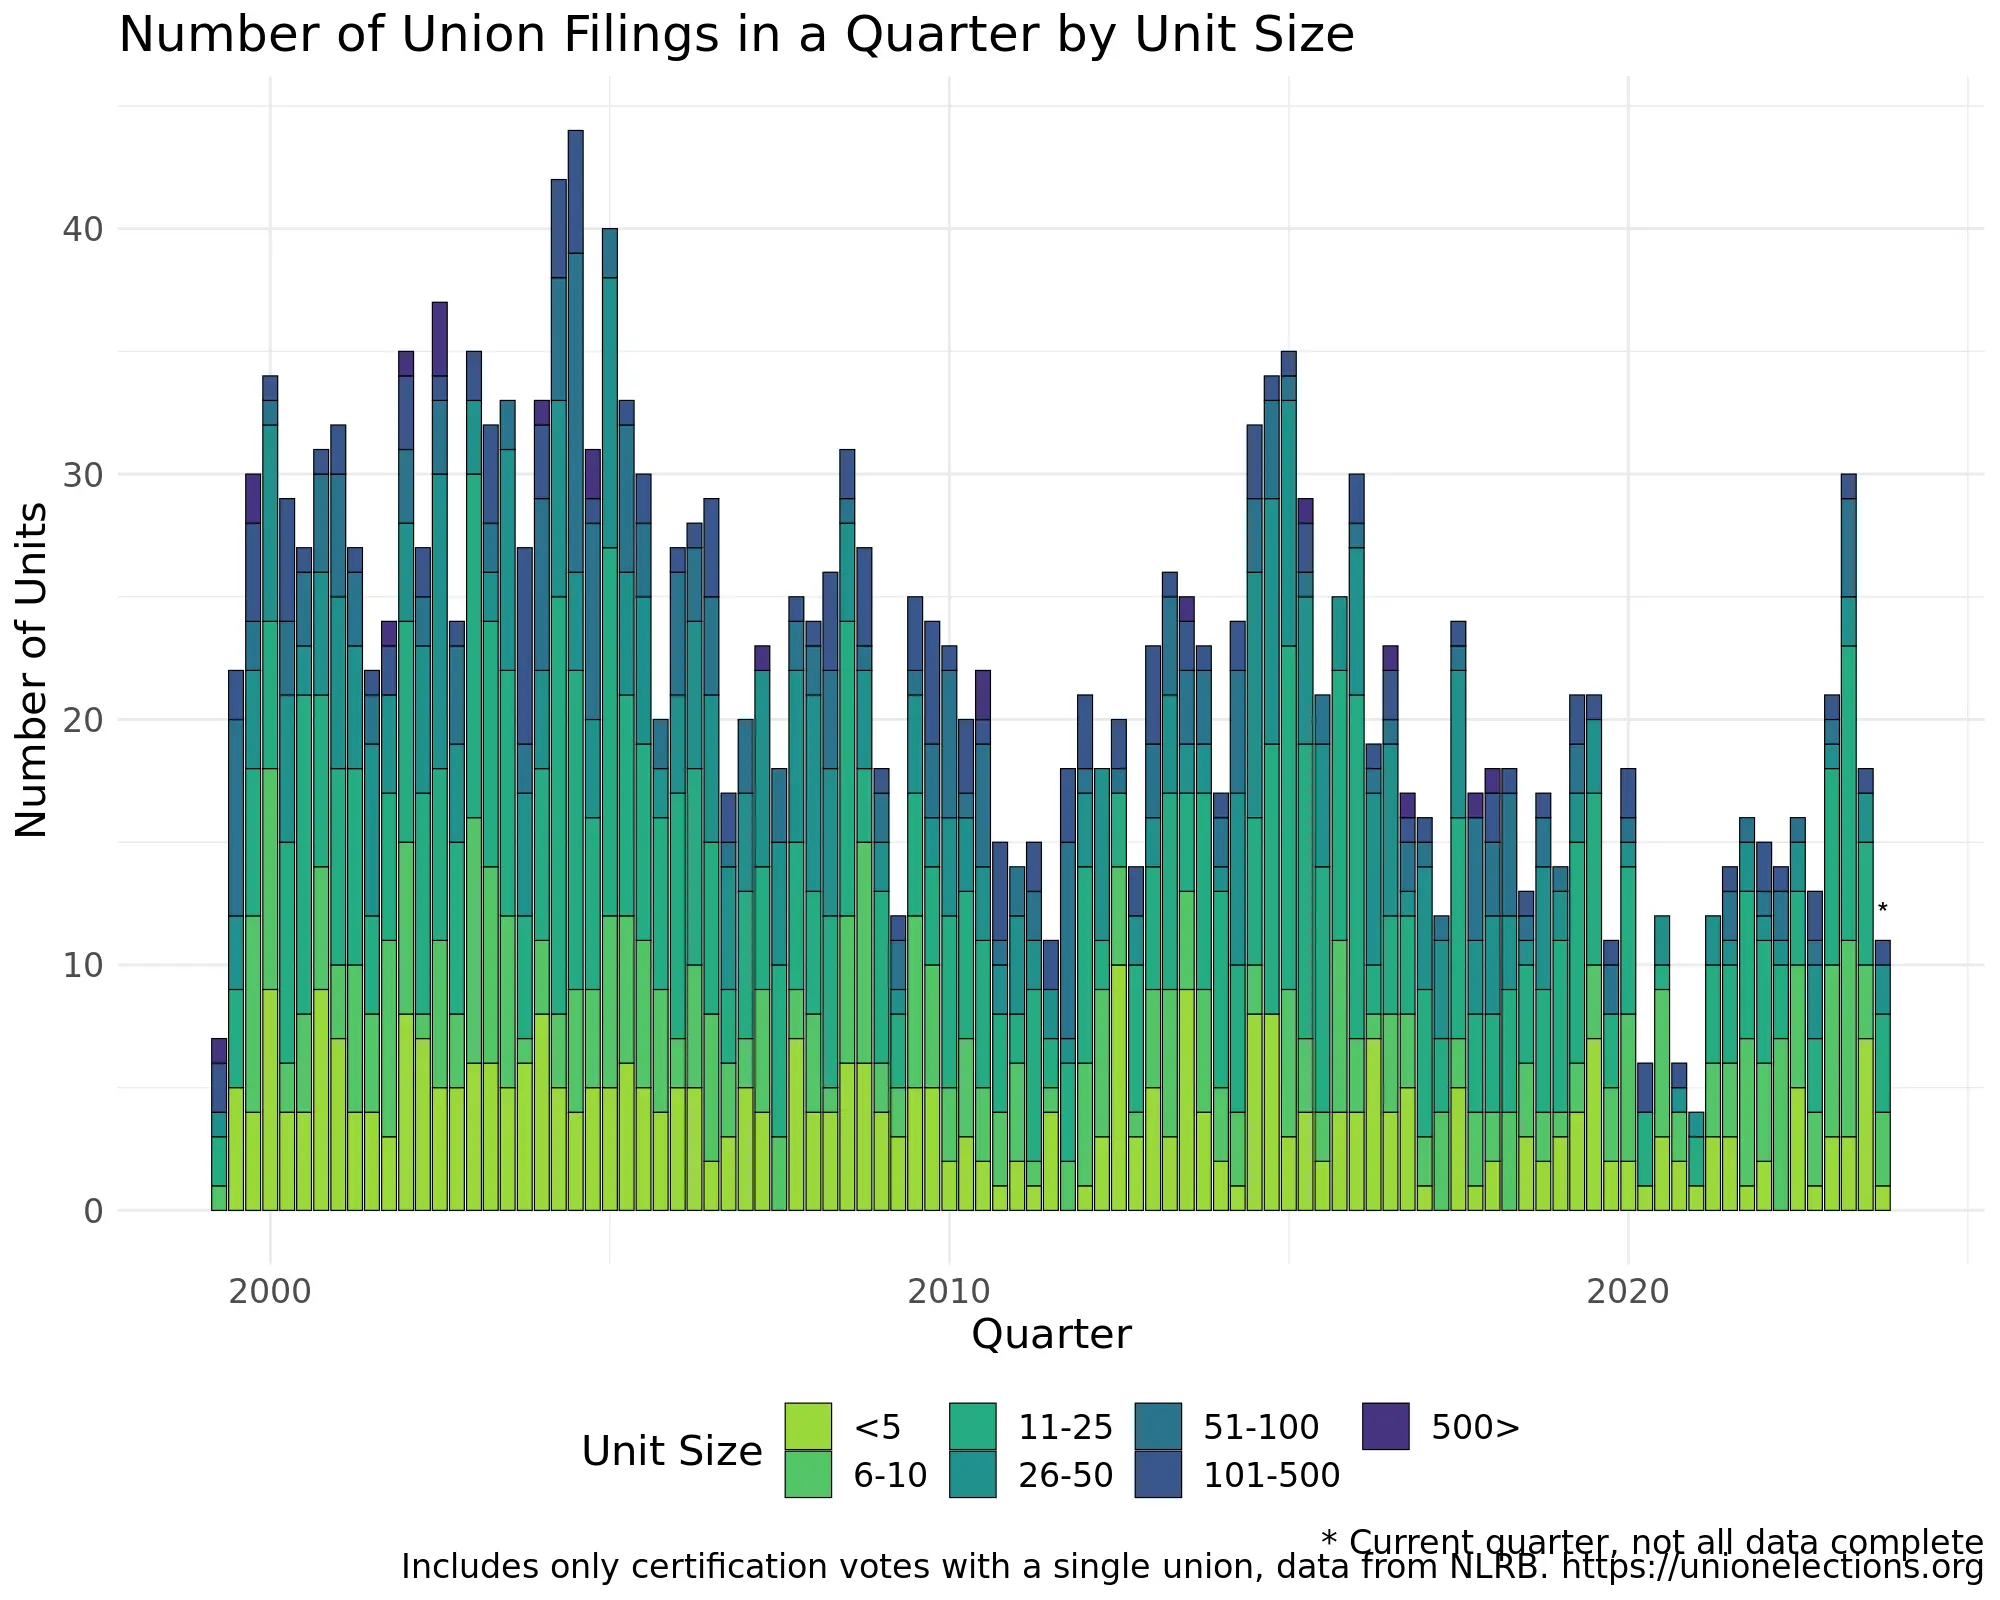 Number of Union Filings in a Quarter by Unit Size
Number of Units
40
30
20
10
0
*
2000 2010 2020
Quarter
Unit Size
<5 11-25 51-100 500>
6-10 26-50 101-500
* Current quarter, not all data complete
Includes only certification votes with a single union, data from NLRB. https://unionelections.org